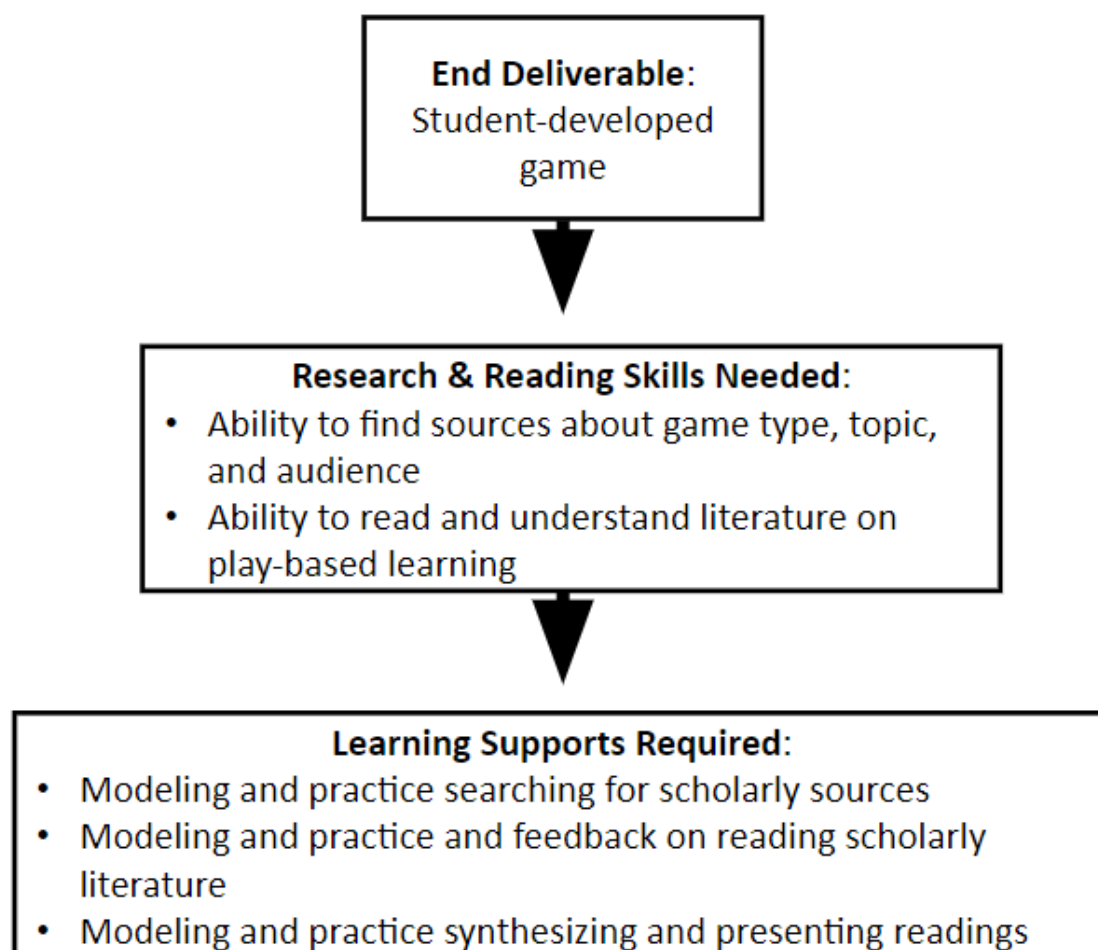 End Deliverable:
Student-developed
game
Research & Reading Skills Needed:
• Ability to find sources about game type, topic,
and audience
• Ability to read and understand literature on
play-based learning
Learning Supports Required:
• Modeling and practice searching for scholarly sources
• Modeling and practice and feedback on reading scholarly
literature
• Modeling and practice synthesizing and presenting readings